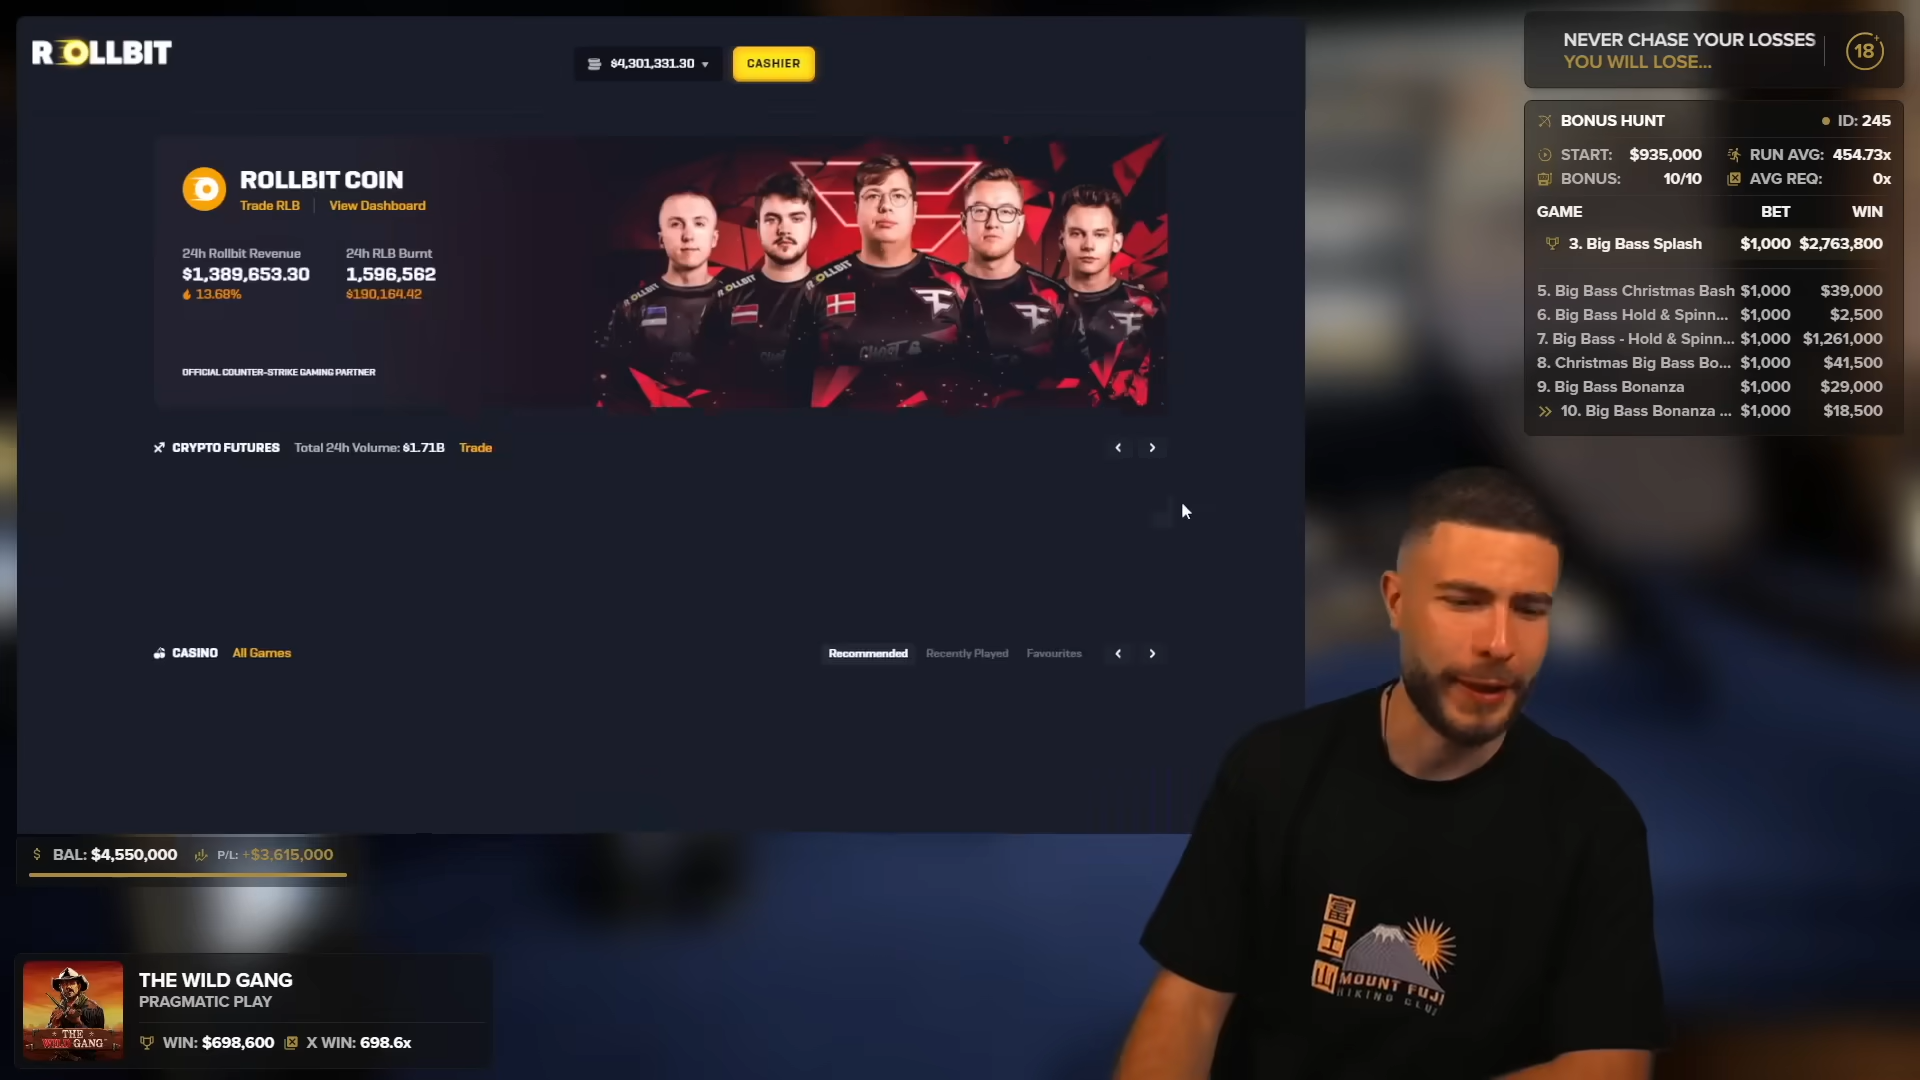 ROLLBIT
$4,301,331.30
CASHIER
ROLLBIT COIN
Trade RLB
View Dashboard
24h Rollbit Revenue
24h RLB Burnt
$1,389,653.30
1,596,562
13.68%
$190,164.42
OFFICIAL COUNTER-STRIKE GAMING PARTNER
ROLLBIT
ROLLBIT
CRYPTO FUTURES
Total 24h Volume: $1.71B
Trade
CASINO
All Games
Recommended
Recently Played
Favourites
NEVER CHASE YOUR LOSSES
YOU WILL LOSE...
18+
BONUS HUNT
ID: 245
START: $935,000
RUN AVG: 454.73x
BONUS: 10/10
AVG REQ: 0x
GAME BET WIN
3. Big Bass Splash $1,000 $2,763,800
5. Big Bass Christmas Bash $1,000 $39,000
6. Big Bass Hold & Spinn... $1,000 $2,500
7. Big Bass - Hold & Spinn... $1,000 $1,261,000
8. Christmas Big Bass Bo... $1,000 $41,500
9. Big Bass Bonanza $1,000 $29,000
10. Big Bass Bonanza ... $1,000 $18,500
富
士
山
MOUNT FUJI
HIKING CLUB
BAL: $4,550,000
P/L: +$3,615,000
THE
WILD GANG
THE WILD GANG
PRAGMATIC PLAY
WIN: $698,600
X WIN: 698.6x